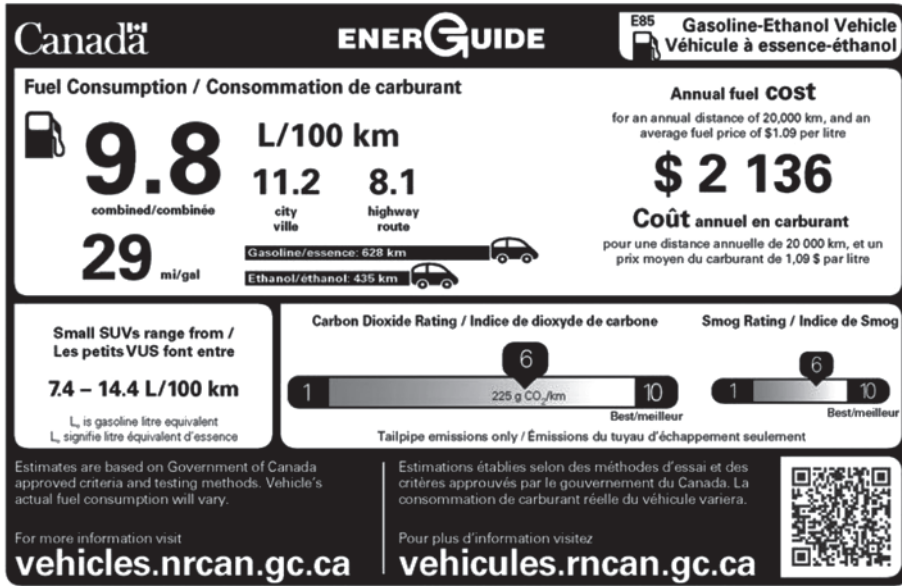 Canada
ENERGUIDE
E85
Gasoline-Ethanol Vehicle
Véhicule à essence-éthanol
Fuel Consumption / Consommation de carburant
9.8
combined/combinée
L/100 km
11.2
city
ville
8.1
highway
route
29 mi/gal
Gasoline/essence: 628 km
Ethanol/éthanol: 435 km
Annual fuel cost
for an annual distance of 20,000 km, and an
average fuel price of $1.09 per litre
$ 2 136
Coût annuel en carburant
pour une distance annuelle de 20 000 km, et un
prix moyen du carburant de 1,09 $ par litre
Small SUVs range from /
Les petits VUS font entre
7.4 – 14.4 L/100 km
Lₑ is gasoline litre equivalent
Lₑ signifie litre équivalent d'essence
Carbon Dioxide Rating / Indice de dioxyde de carbone
6
1
225 g CO₂/km
10
Best/meilleur
Smog Rating / Indice de Smog
6
1
10
Best/meilleur
Tailpipe emissions only / Émissions du tuyau d'échappement seulement
Estimates are based on Government of Canada
approved criteria and testing methods. Vehicle's
actual fuel consumption will vary.
For more information visit
vehicles.nrcan.gc.ca
Estimations établies selon des méthodes d'essai et des
critères approuvés par le gouvernement du Canada. La
consommation de carburant réelle du véhicule variera.
Pour plus d'information visitez
vehicules.rncan.gc.ca